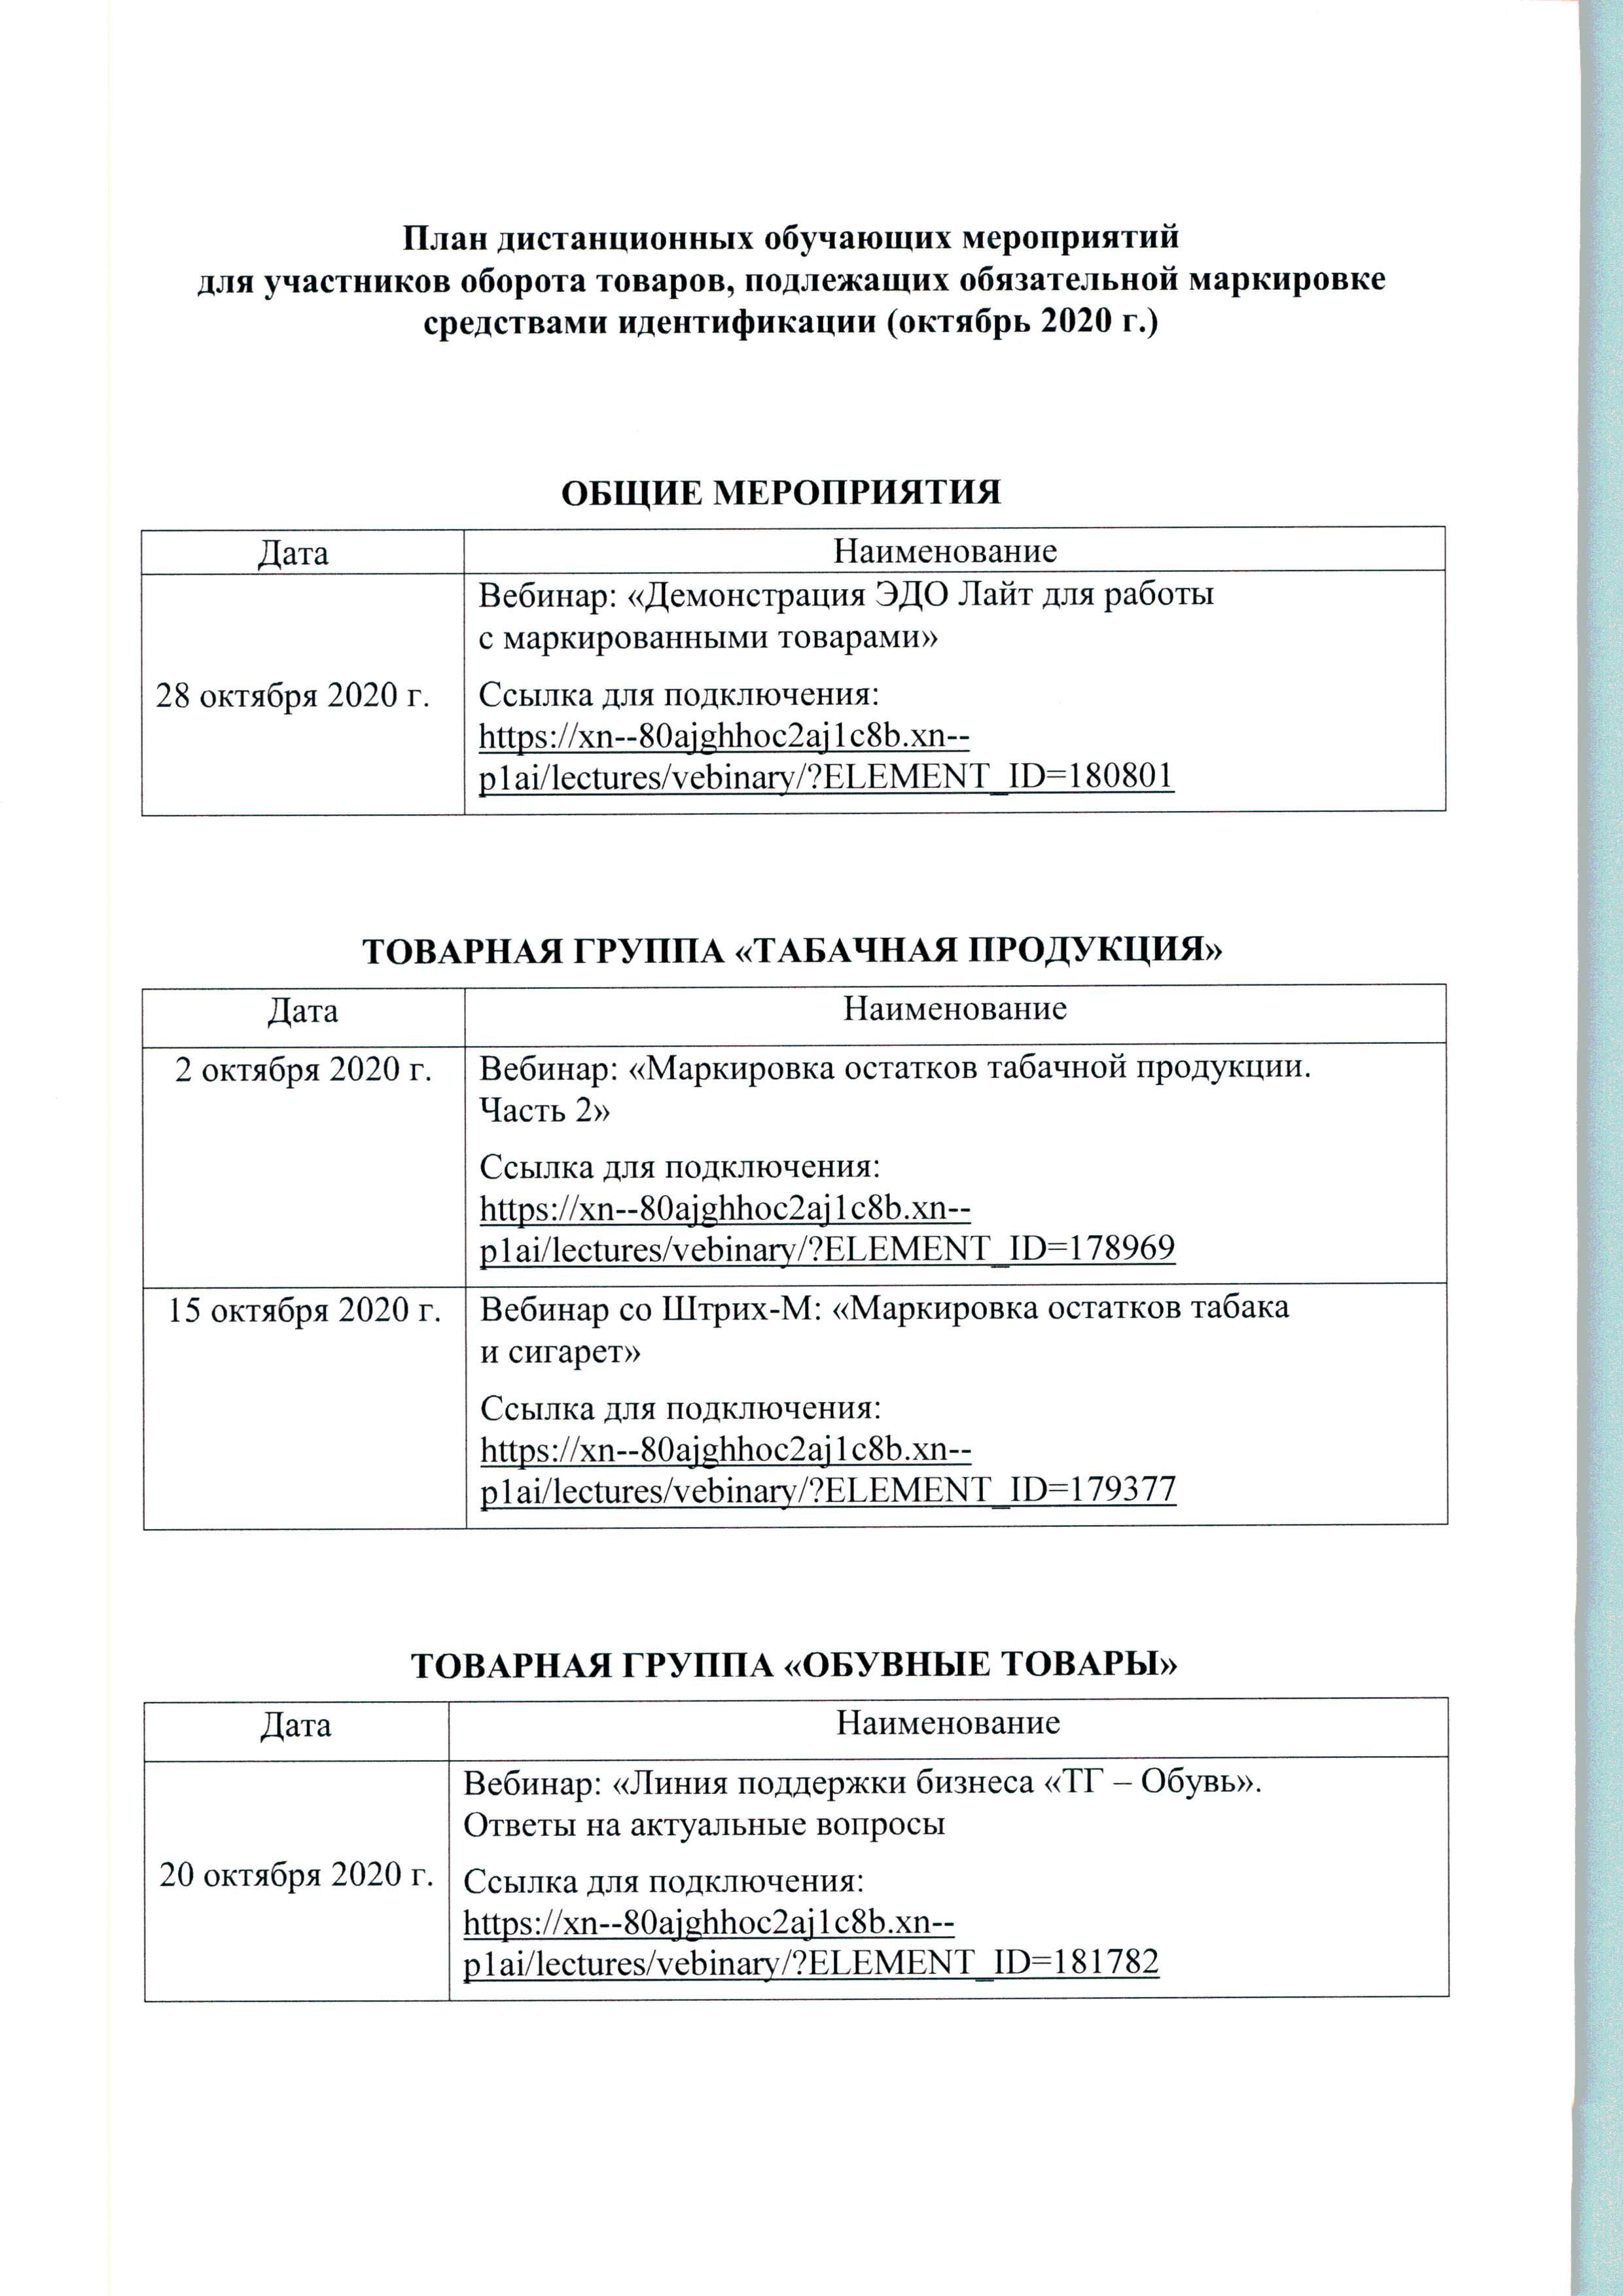 План дистанционных обучающих мероприятий
для участников оборота товаров, подлежащих обязательной маркировке
средствами идентификации (октябрь 2020 г.)
ОБЩИЕ МЕРОПРИЯТИЯ
Дата
Наименование
28 октября 2020 г.
Вебинар: «Демонстрация ЭДО Лайт для работы
с маркированными товарами»
Ссылка для подключения:
https://xn--80ajghhoc2aj1c8b.xn--
p1ai/lectures/vebinary/?ELEMENT_ID=180801
ТОВАРНАЯ ГРУППА «ТАБАЧНАЯ ПРОДУКЦИЯ»
Дата
Наименование
2 октября 2020 г.
Вебинар: «Маркировка остатков табачной продукции.
Часть 2»
Ссылка для подключения:
https://xn--80ajghhoc2aj1c8b.xn--
p1ai/lectures/vebinary/?ELEMENT_ID=178969
15 октября 2020 г.
Вебинар со Штрих-М: «Маркировка остатков табака
и сигарет»
Ссылка для подключения:
https://xn--80ajghhoc2aj1c8b.xn--
p1ai/lectures/vebinary/?ELEMENT_ID=179377
ТОВАРНАЯ ГРУППА «ОБУВНЫЕ ТОВАРЫ»
Дата
Наименование
20 октября 2020 г.
Вебинар: «Линия поддержки бизнеса «ТГ – Обувь».
Ответы на актуальные вопросы
Ссылка для подключения:
https://xn--80ajghhoc2aj1c8b.xn--
p1ai/lectures/vebinary/?ELEMENT_ID=181782